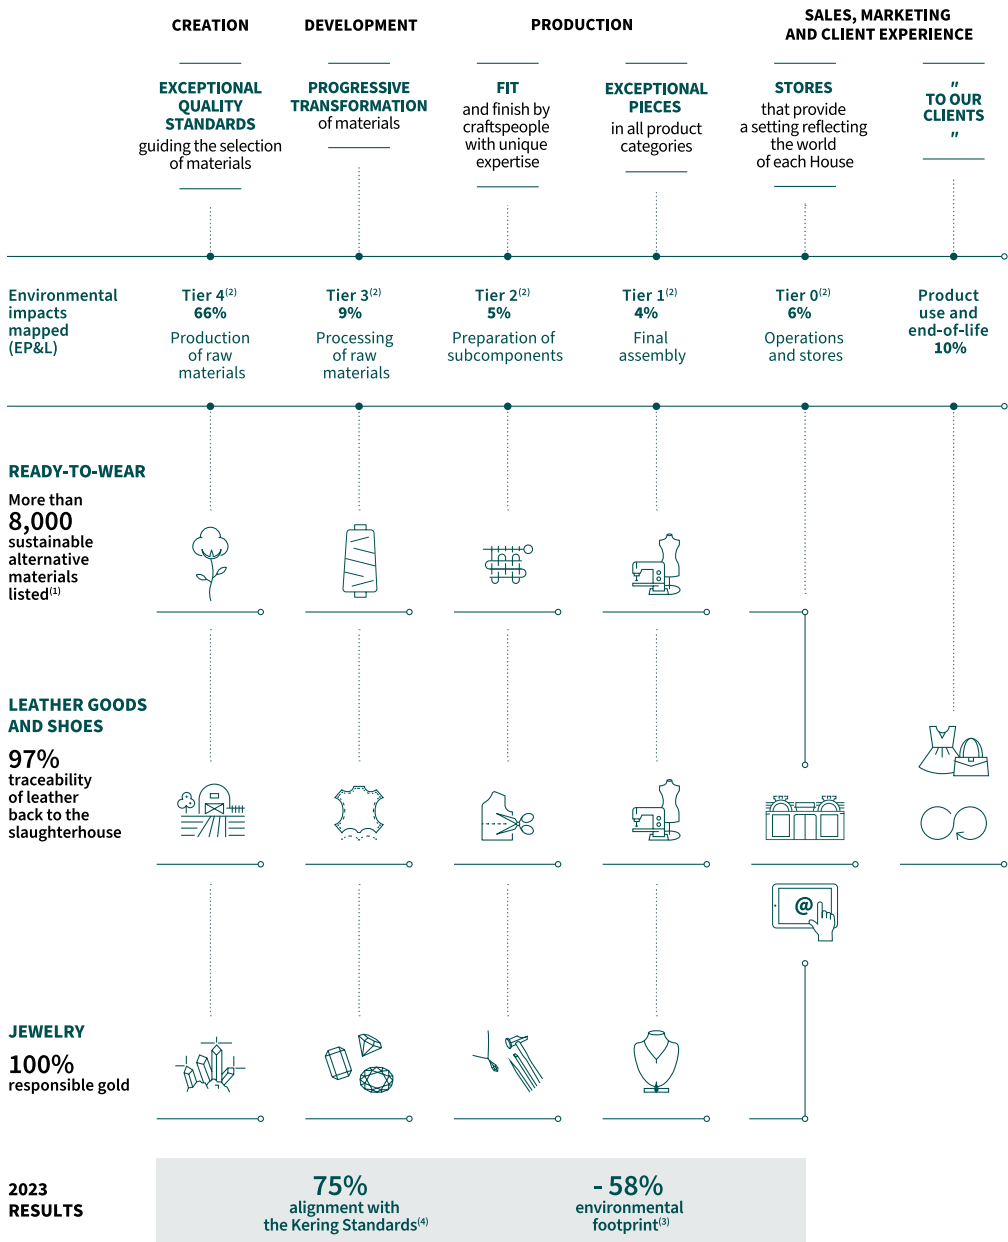 CREATION
DEVELOPMENT
PRODUCTION
SALES, MARKETING
AND CLIENT EXPERIENCE
EXCEPTIONAL
QUALITY
STANDARDS
guiding the selection
of materials
PROGRESSIVE
TRANSFORMATION
of materials
FIT
and finish by
craftspeople
with unique
expertise
EXCEPTIONAL
PIECES
in all product
categories
STORES
that provide
a setting reflecting
the world
of each House
"
TO OUR
CLIENTS
"
Environmental
impacts
mapped
(EP&L)
Tier 4(2)
66%
Production
of raw
materials
Tier 3(2)
9%
Processing
of raw
materials
Tier 2(2)
5%
Preparation of
subcomponents
Tier 1(2)
4%
Final
assembly
Tier 0(2)
6%
Operations
and stores
Product
use and
end-of-life
10%
READY-TO-WEAR
More than
8,000
sustainable
alternative
materials
listed(1)
LEATHER GOODS
AND SHOES
97%
traceability
of leather
back to the
slaughterhouse
@
JEWELRY
100%
responsible gold
2023
RESULTS
75%
alignment with
the Kering Standards(4)
- 58%
environmental
footprint(3)